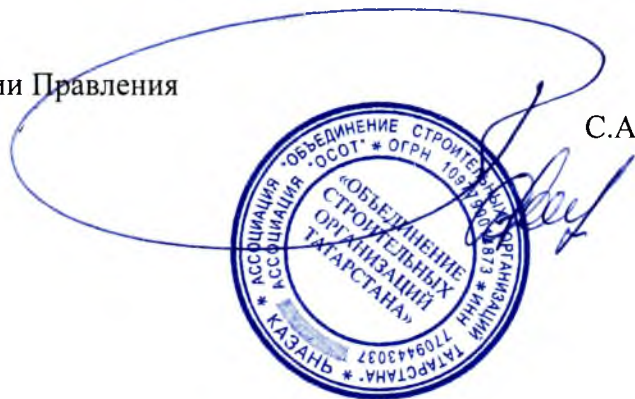 ии Правления
С.А
* АССОЦИАЦИЯ "ОБЪЕДИНЕНИЕ СТРОИТЕЛЬНЫХ ОРГАНИЗАЦИЙ ТАТАРСТАНА" * КАЗАНЬ
АССОЦИАЦИЯ "ОСОТ" * ОГРН * ИНН 7709443037
«ОБЪЕДИНЕНИЕ
СТРОИТЕЛЬНЫХ
ОРГАНИЗАЦИЙ
ТАТАРСТАНА»